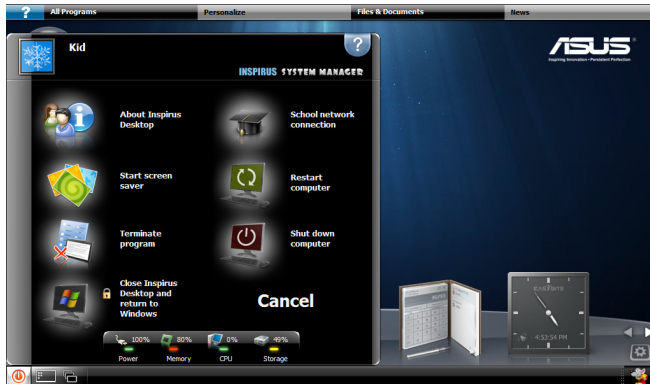 ? All Programs Personalize Files & Documents News
Kid
?
INSPIRUS SYSTEM MANAGER
ASUS
Inspiring Innovation • Persistent Perfection
About Inspirus
Desktop
School network
connection
Start screen
saver
Restart
computer
Terminate
program
Shut down
computer
Close Inspirus
Desktop and
return to
Windows
Cancel
100% 80% 0% 49%
Power Memory CPU Storage
4:53:54 PM